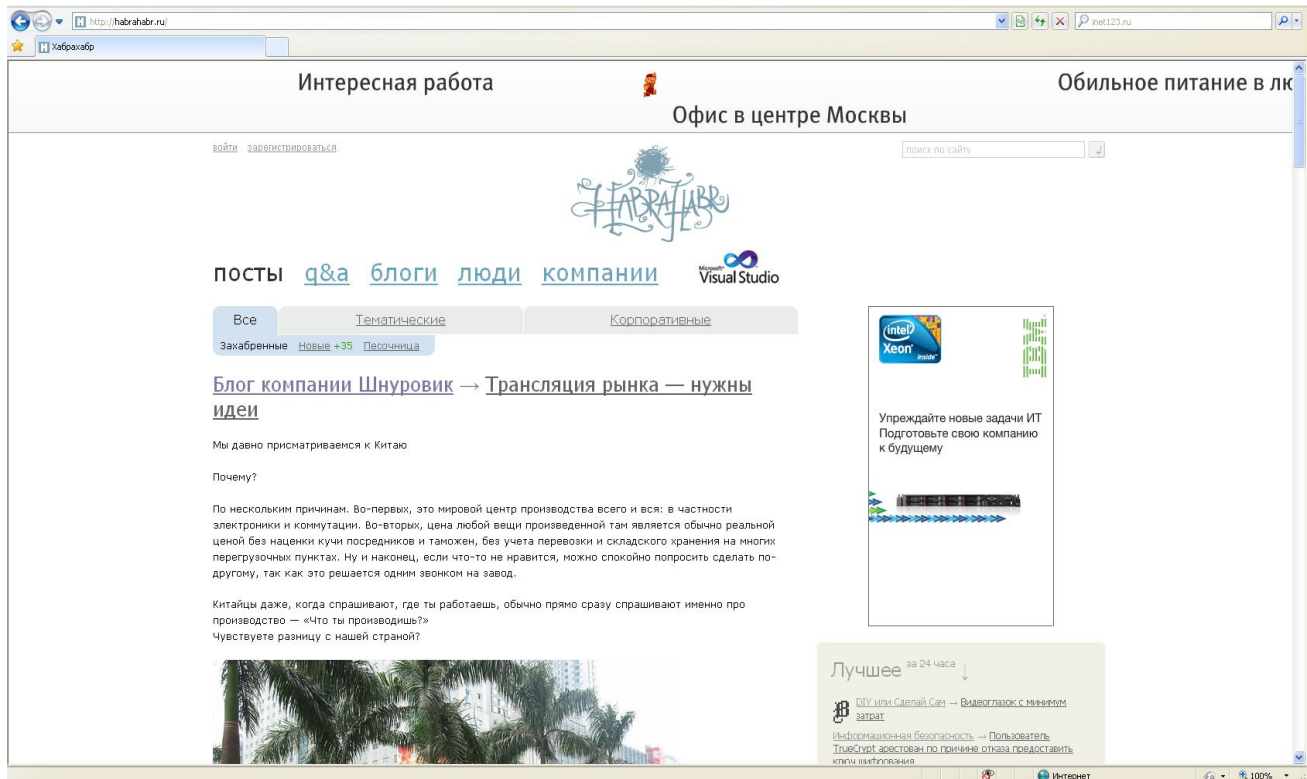 http://habrahabr.ru/
inet123.ru
Хабрахабр
Интересная работа
Обильное питание в лю
Офис в центре Москвы
войти зарегистрироваться
поиск по сайту
HABRAHABR
посты q&a блоги люди компании
Microsoft Visual Studio
Все Тематические Корпоративные
Захабренные Новые +35 Песочница
Блог компании Шнуровик → Трансляция рынка — нужны
идеи
Мы давно присматриваемся к Китаю
Почему?
По нескольким причинам. Во-первых, это мировой центр производства всего и вся: в частности
электроники и коммутации. Во-вторых, цена любой вещи произведенной там является обычно реальной
ценой без наценки кучи посредников и таможен, без учета перевозки и складского хранения на многих
перегрузочных пунктах. Ну и наконец, если что-то не нравится, можно спокойно попросить сделать по-
другому, так как это решается одним звонком на завод.
Китайцы даже, когда спрашивают, где ты работаешь, обычно прямо сразу спрашивают именно про
производство — «Что ты производишь?»
Чувствуете разницу с нашей страной?
intel
Xeon
inside
IBM
Упреждайте новые задачи ИТ
Подготовьте свою компанию
к будущему
Лучшее за 24 часа ↓
DIY или Сделай Сам → Видеоглазок с минимум
затрат
Информационная безопасность → Пользователь
TrueCrypt арестован по причине отказа предоставить
ключ шифрования
Интернет
100%